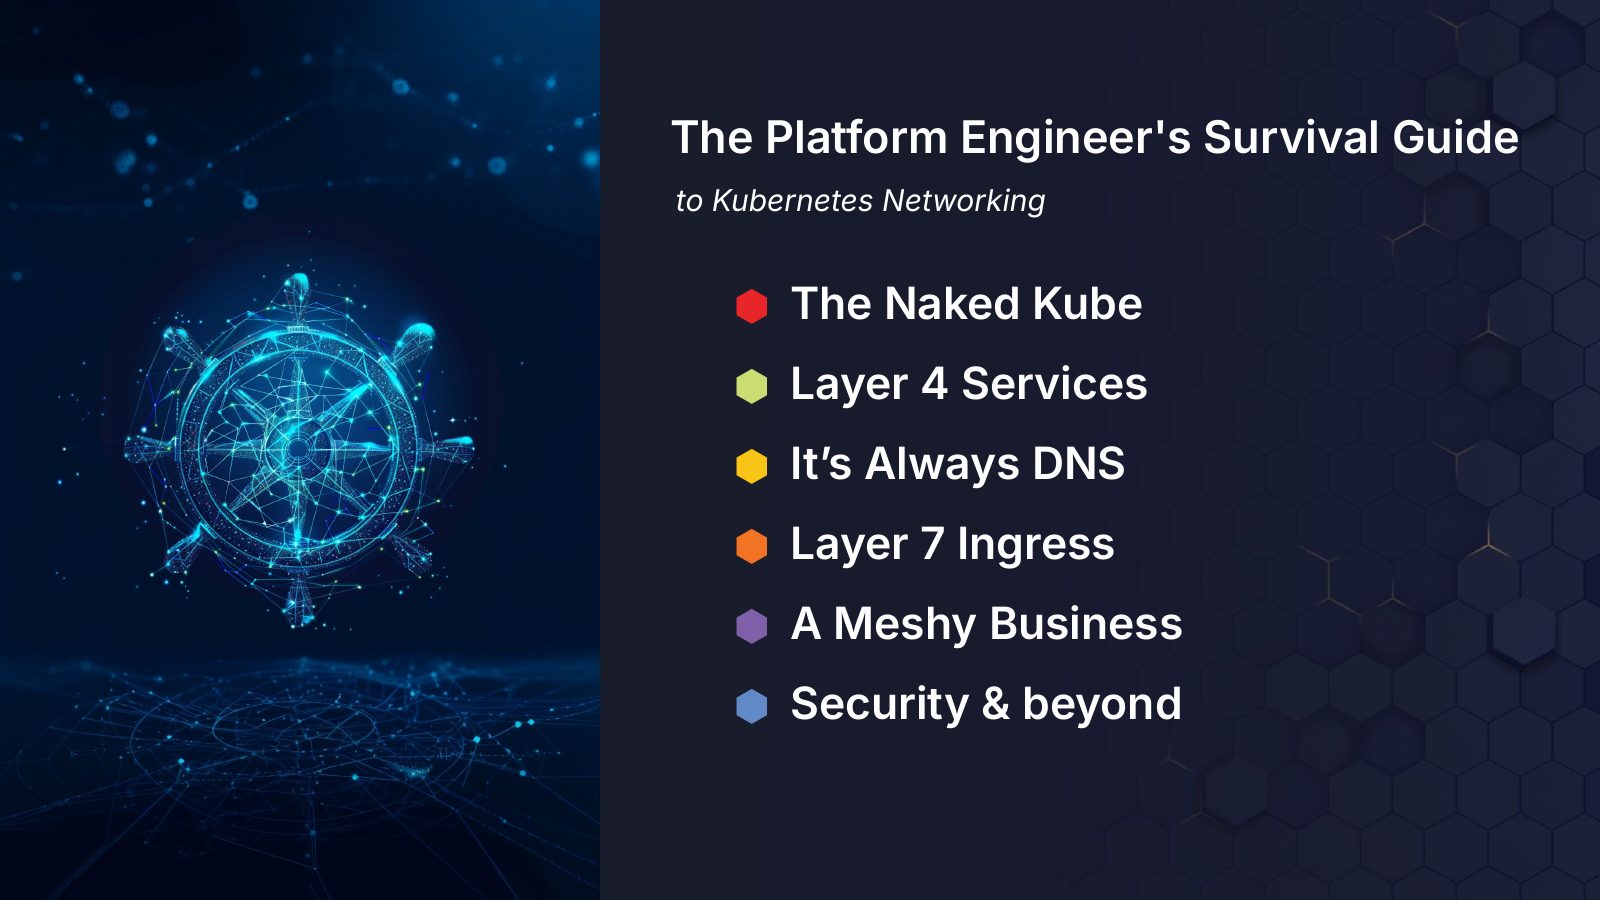 The Platform Engineer's Survival Guide
to Kubernetes Networking
The Naked Kube
Layer 4 Services
It’s Always DNS
Layer 7 Ingress
A Meshy Business
Security & beyond